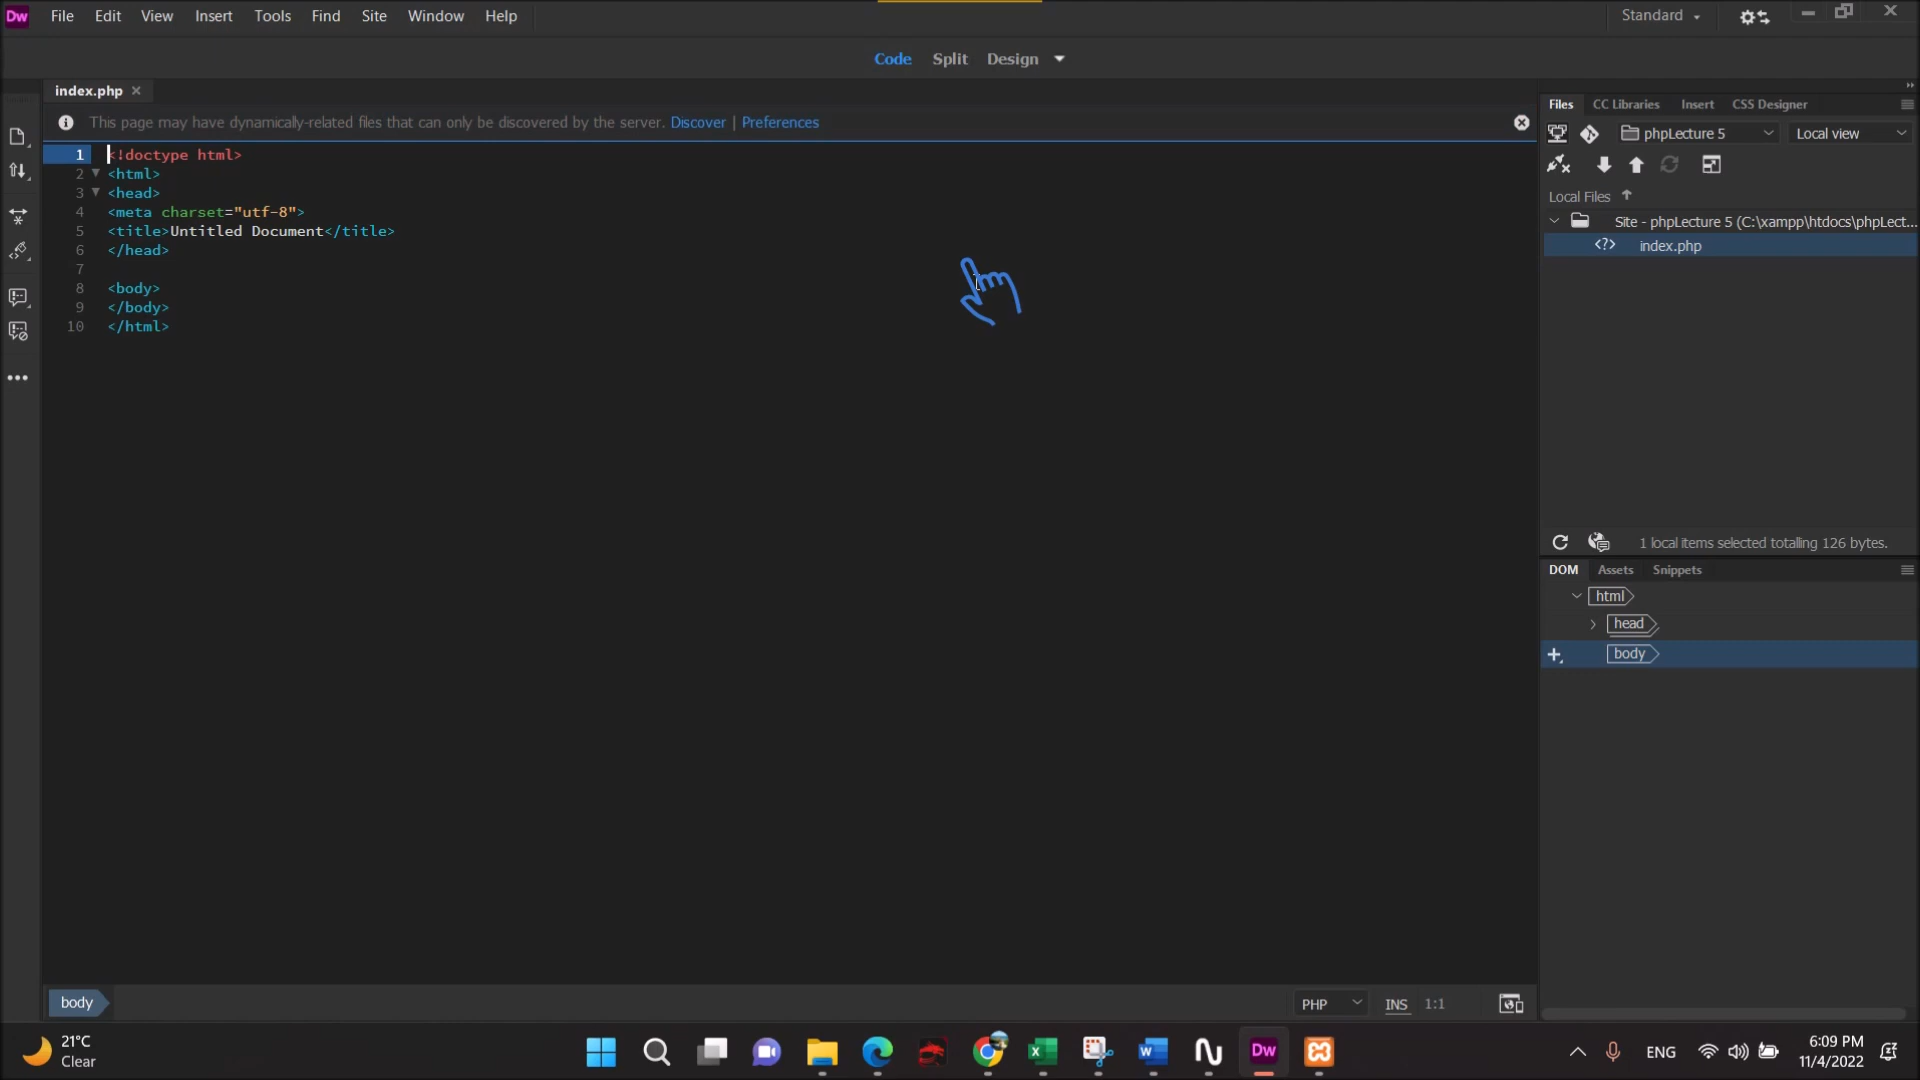 Dw File Edit View Insert Tools Find Site Window Help Standard
Code Split Design
index.php
This page may have dynamically-related files that can only be discovered by the server. Discover | Preferences
1 <!doctype html>
2 <html>
3 <head>
4 <meta charset="utf-8">
5 <title>Untitled Document</title>
6 </head>
7
8 <body>
9 </body>
10 </html>
Files CC Libraries Insert CSS Designer
phpLecture 5 Local view
Local Files
Site - phpLecture 5 (C:\xampp\htdocs\phpLect...
<?> index.php
1 local items selected totalling 126 bytes.
DOM Assets Snippets
html
head
body
body PHP INS 1:1
21°C
Clear
ENG
6:09 PM
11/4/2022